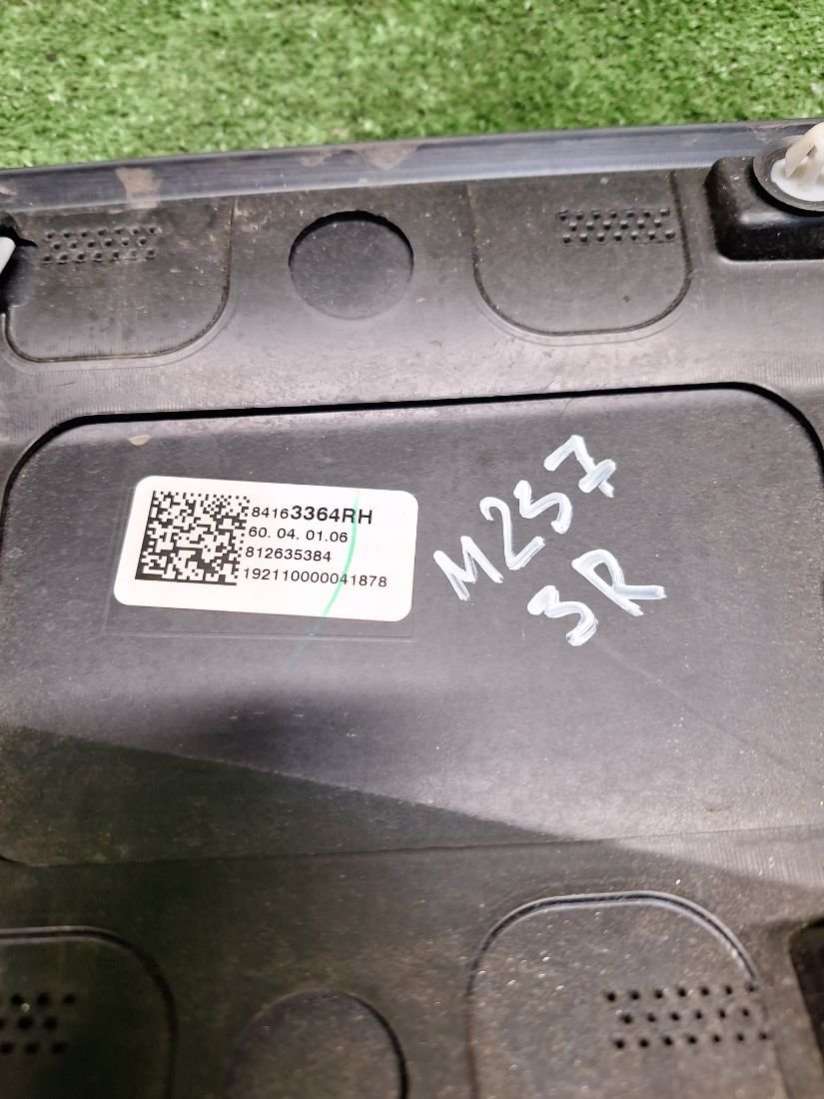 84163364RH
60. 04. 01.06
812635384
192110000041878
M237
3R